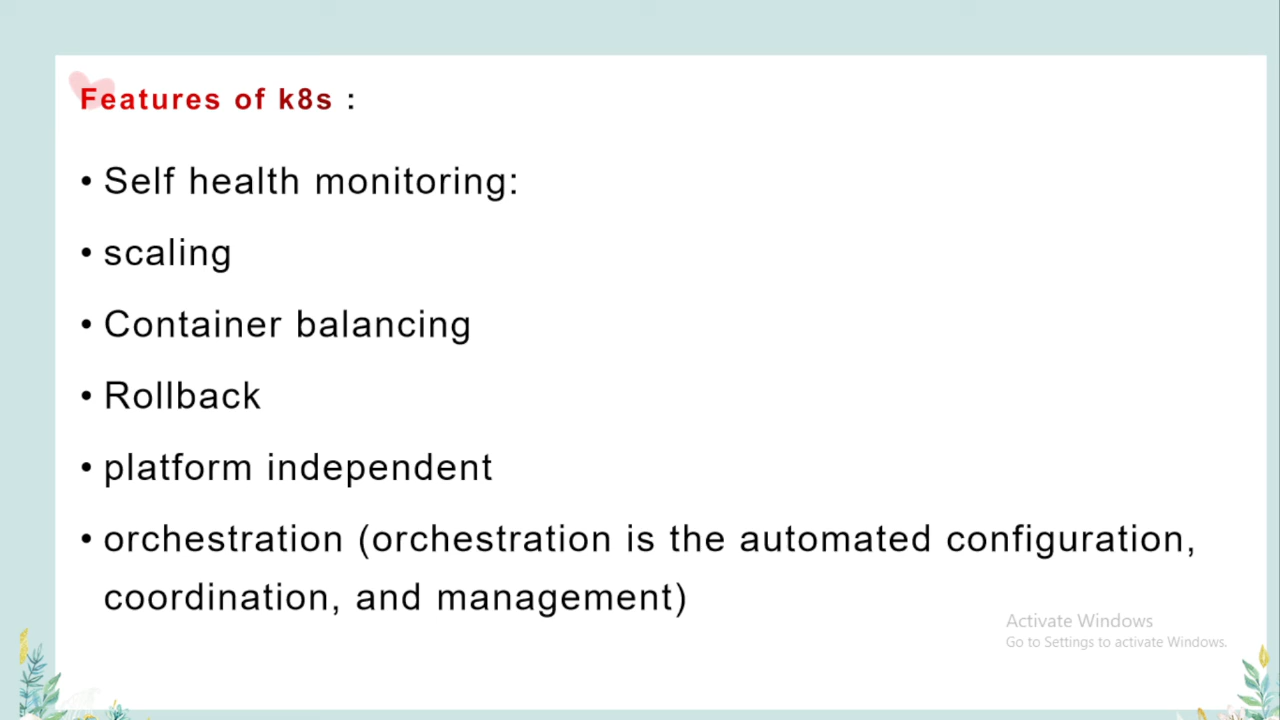 Features of k8s :
• Self health monitoring:
• scaling
• Container balancing
• Rollback
• platform independent
• orchestration (orchestration is the automated configuration,
coordination, and management)
Activate Windows
Go to Settings to activate Windows.